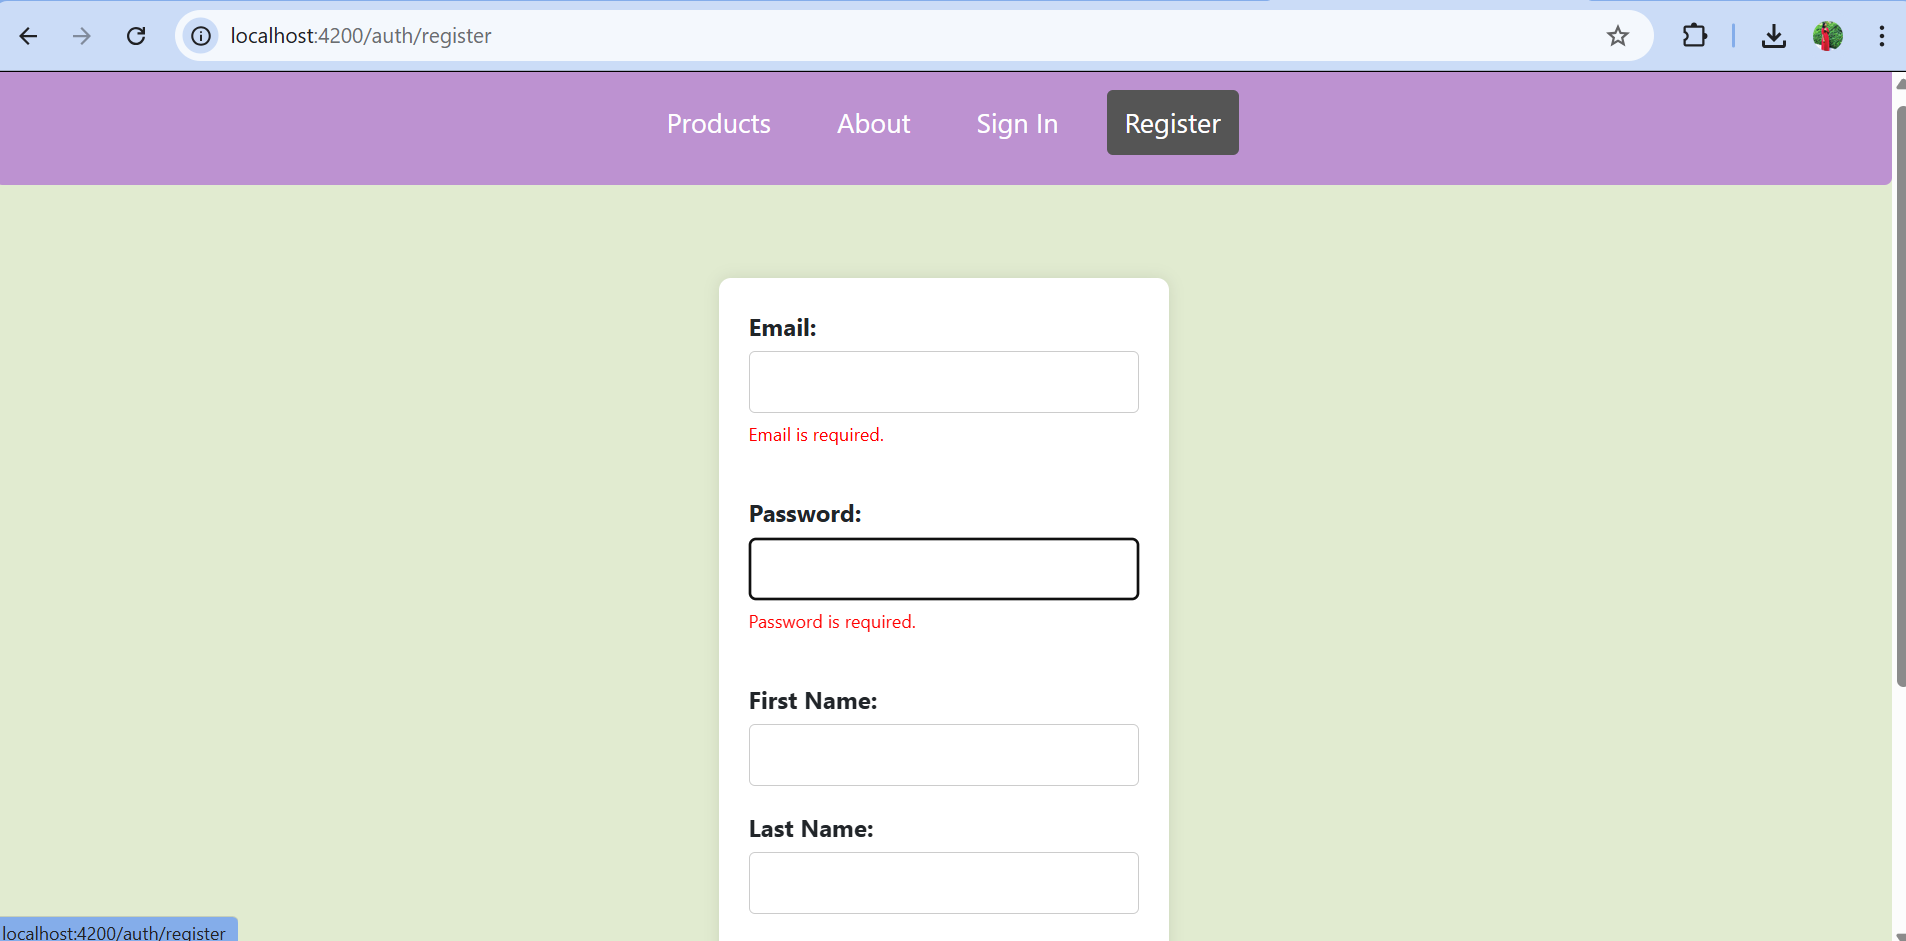 localhost:4200/auth/register
Products About Sign In Register
Email:
Email is required.
Password:
Password is required.
First Name:
Last Name:
localhost:4200/auth/register